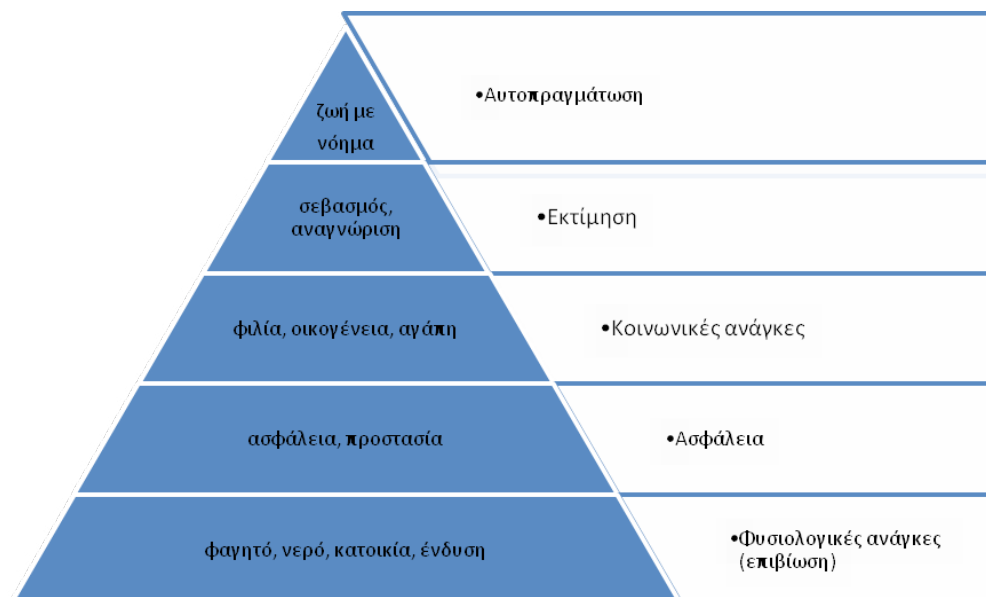 ζωή με
νόημα
•Αυτοπραγμάτωση
σεβασμός,
αναγνώριση
•Εκτίμηση
φιλία, οικογένεια, αγάπη
•Κοινωνικές ανάγκες
ασφάλεια, προστασία
•Ασφάλεια
φαγητό, νερό, κατοικία, ένδυση
•Φυσιολογικές ανάγκες
(επιβίωση)